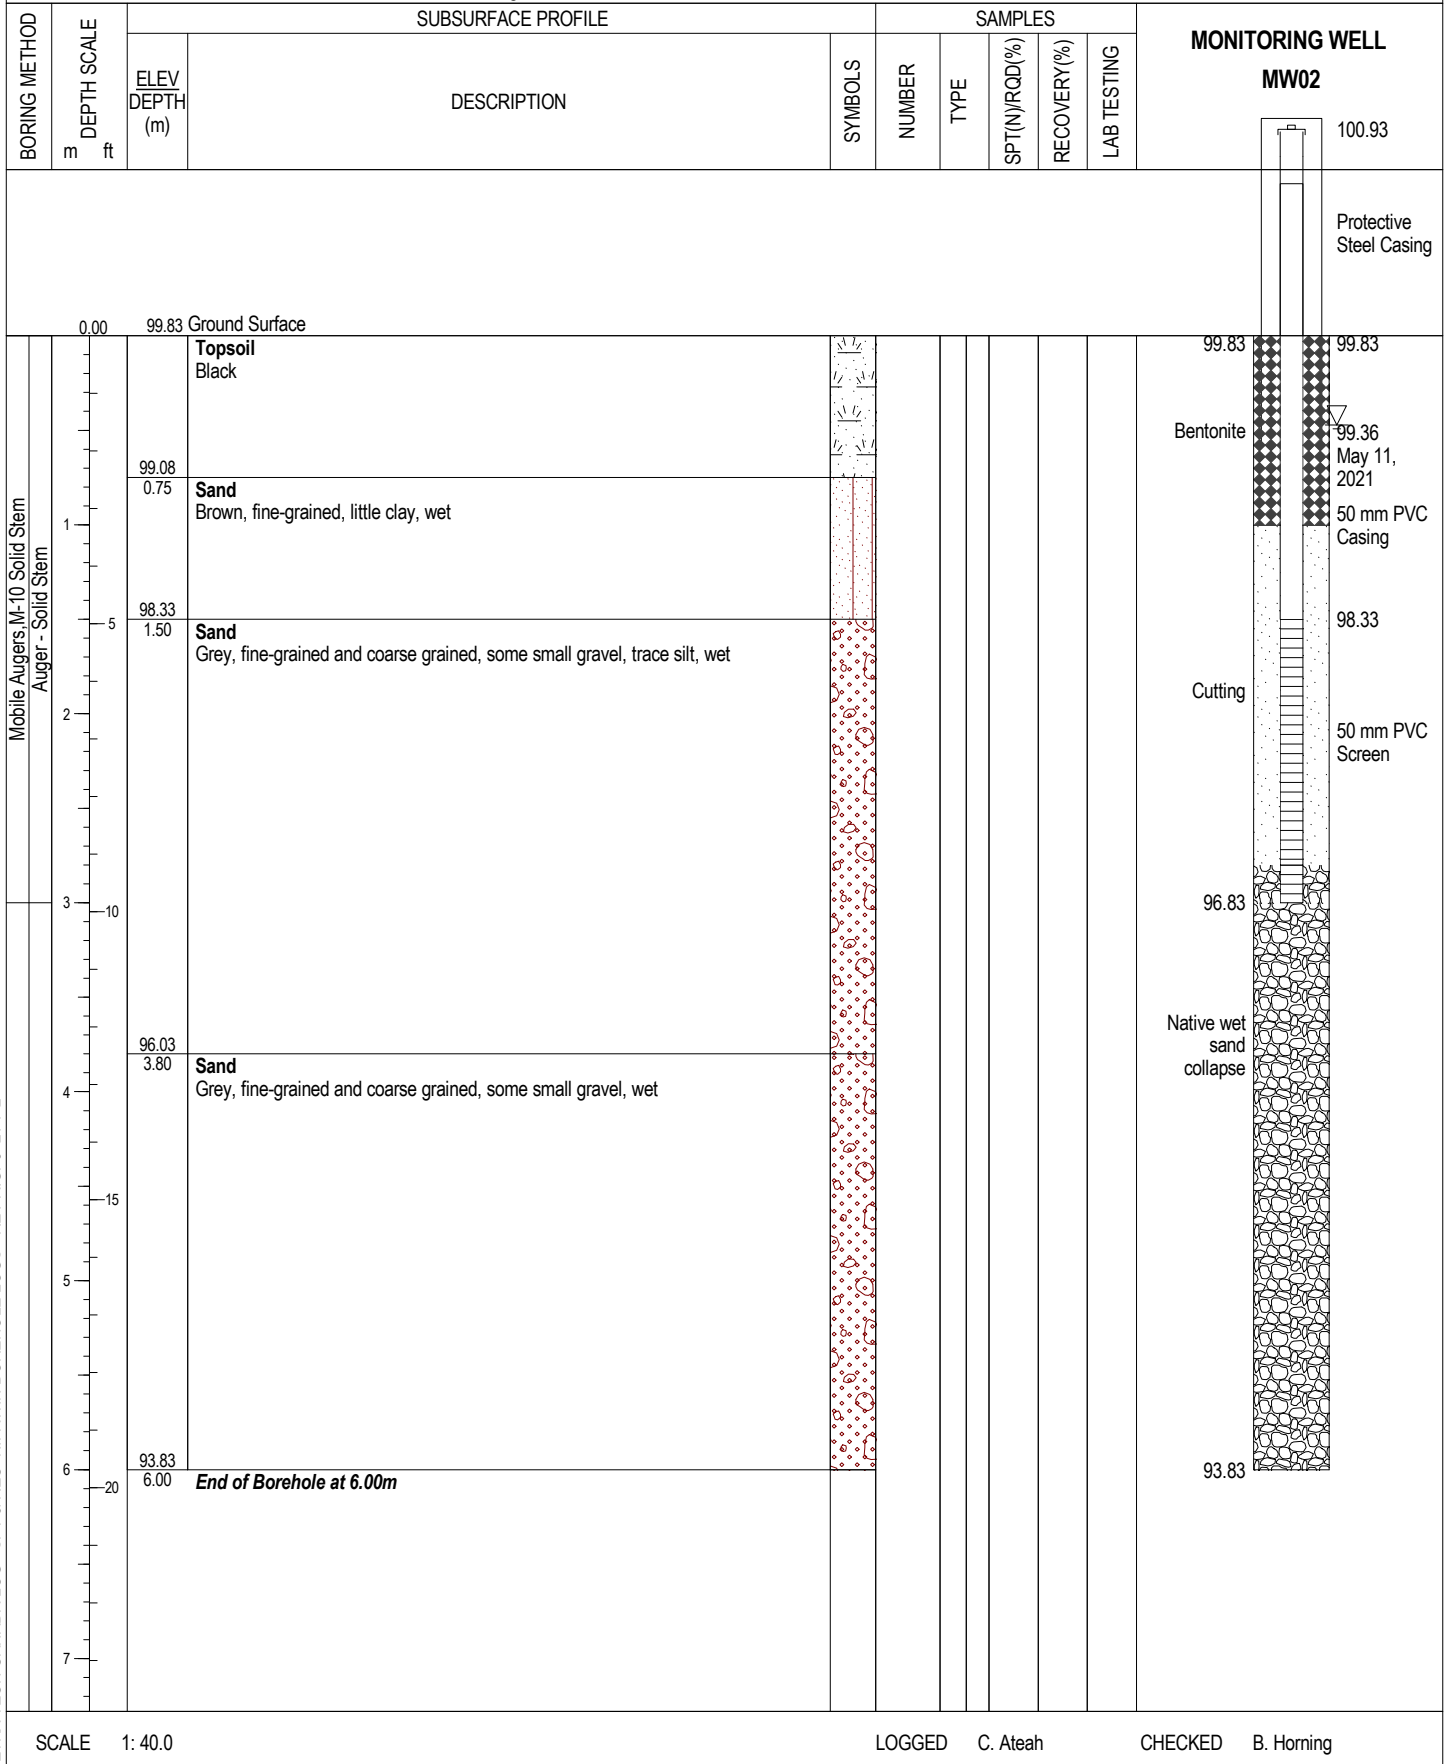 SUBSURFACE PROFILE
SAMPLES
MONITORING WELL
MW02
BORING METHOD
DEPTH SCALE
m ft
ELEV
DEPTH
(m)
DESCRIPTION
SYMBOLS
NUMBER
TYPE
SPT(N)/RQD(%)
RECOVERY(%)
LAB TESTING
100.93
Protective
Steel Casing
0.00 99.83 Ground Surface
Topsoil
Black
99.83 99.83
Bentonite
99.36
May 11,
2021
99.08
0.75
Sand
Brown, fine-grained, little clay, wet
50 mm PVC
Casing
Mobile Augers,M-10 Solid Stem
Auger - Solid Stem
1
98.33
1.50
5
Sand
Grey, fine-grained and coarse grained, some small gravel, trace silt, wet
98.33
Cutting
2
50 mm PVC
Screen
3
10
96.83
Native wet
sand
collapse
96.03
3.80
Sand
Grey, fine-grained and coarse grained, some small gravel, wet
4
15
5
93.83
6.00
6
20
End of Borehole at 6.00m
93.83
7
SCALE 1: 40.0
LOGGED C. Ateah
CHECKED B. Horning